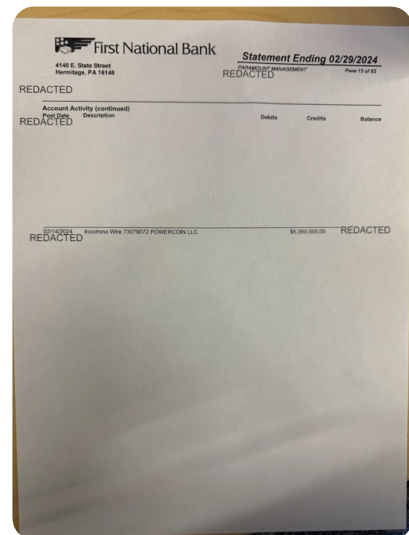 First National Bank
4140 E. State Street
Hermitage, PA 16148
Statement Ending 02/29/2024
PARAMOUNT MANAGEMENT
Page 13 of 82
REDACTED
REDACTED
Account Activity (continued)
Post Date Description Debits Credits Balance
REDACTED
02/14/2024 Incoming Wire 73079072 POWERCOIN LLC $5,350,000.00 REDACTED
REDACTED